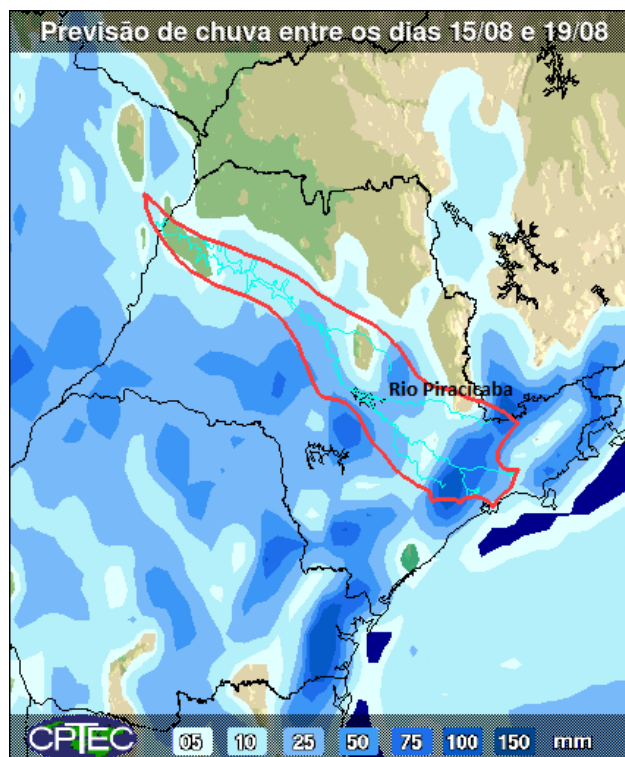 Previsão de chuva entre os dias 15/08 e 19/08
Rio Piracicaba
CPTEC 05 10 25 50 75 100 150 mm